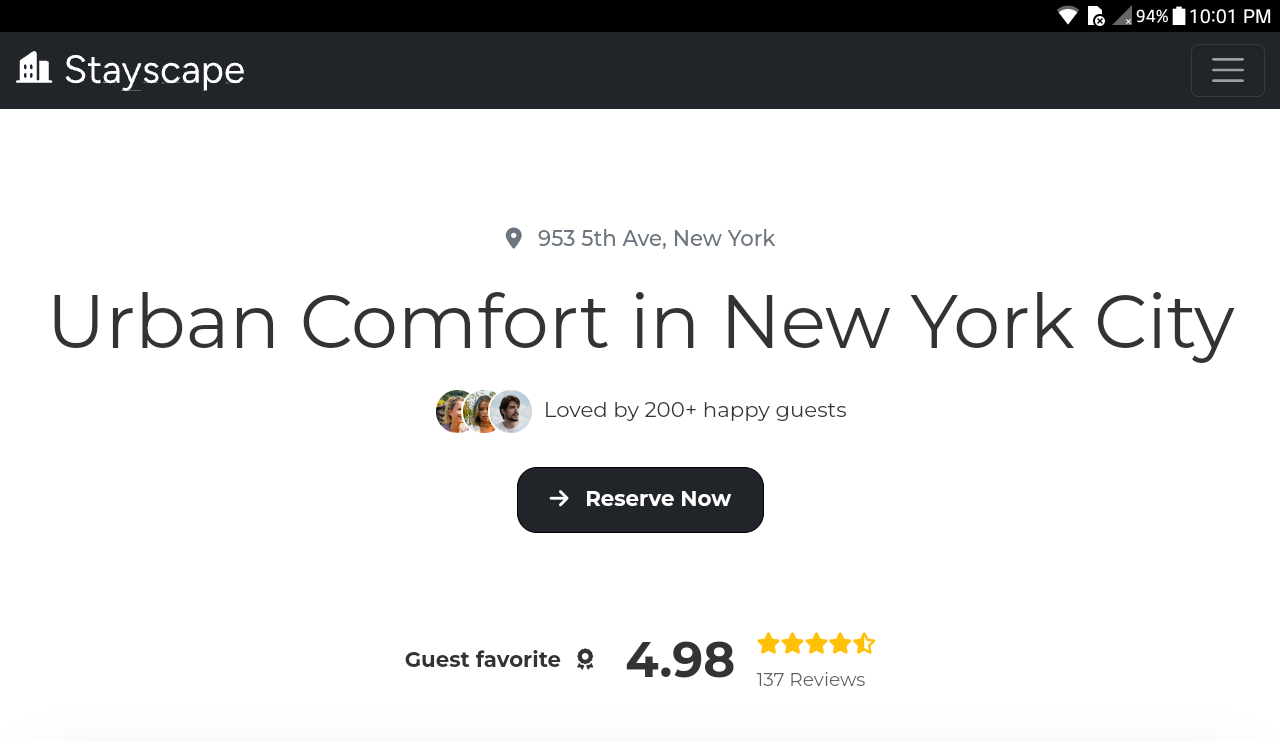 94% 10:01 PM
Stayscape
953 5th Ave, New York
Urban Comfort in New York City
Loved by 200+ happy guests
Reserve Now
Guest favorite 4.98
137 Reviews